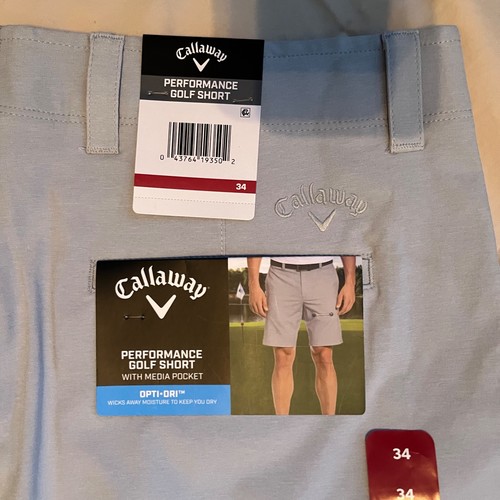 Callaway
PERFORMANCE
GOLF SHORT
0 43764 19350 2
34
Callaway
Callaway
PERFORMANCE
GOLF SHORT
WITH MEDIA POCKET
OPTI-DRI™
WICKS AWAY MOISTURE TO KEEP YOU DRY
34
34